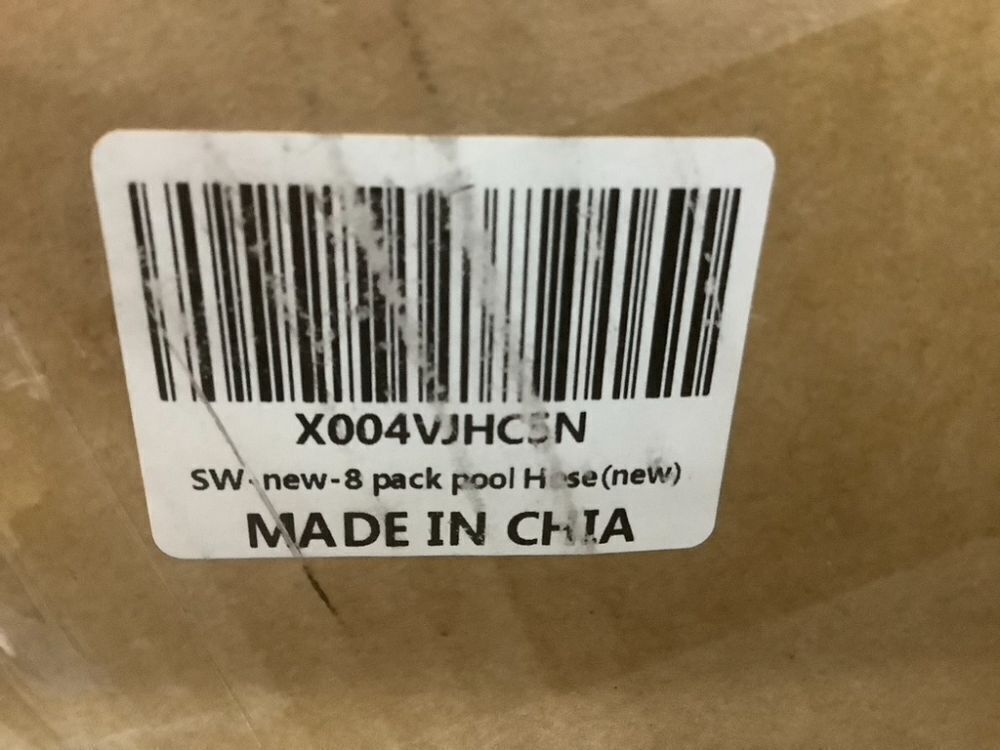 X004VJHC5N
SW-new-8 pack pool Hose(new)
MADE IN CHIA